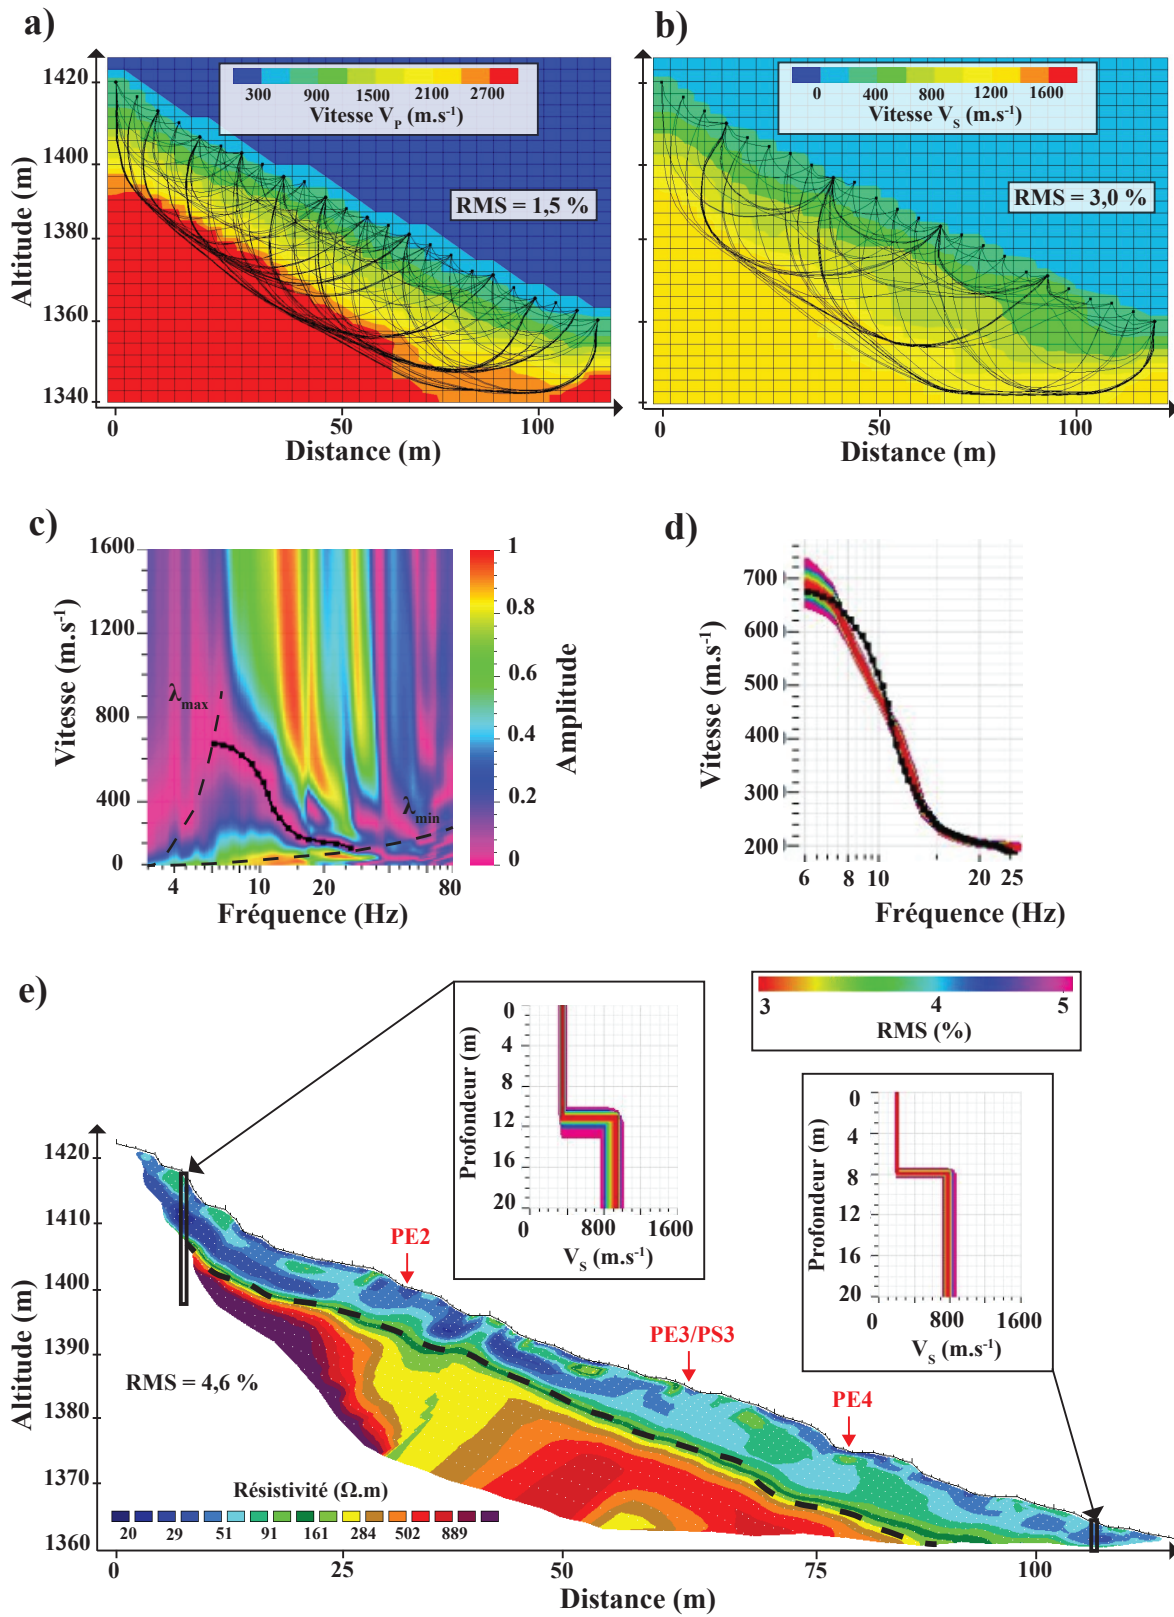 a)
b)
1420
1400
1380
1360
1340
Altitude (m)
300 900 1500 2100 2700
Vitesse V_P (m.s⁻¹)
RMS = 1,5 %
0 50 100
Distance (m)
0 400 800 1200 1600
Vitesse V_S (m.s⁻¹)
RMS = 3,0 %
0 50 100
Distance (m)
c)
1600
1200
800
400
0
Vitesse (m.s⁻¹)
λ_max
λ_min
4 10 20 80
Fréquence (Hz)
1
0.8
0.6
0.4
0.2
0
Amplitude
d)
700
600
500
400
300
200
Vitesse (m.s⁻¹)
6 8 10 20 25
Fréquence (Hz)
e)
0
4
8
12
16
20
Profondeur (m)
0 800 1600
V_S (m.s⁻¹)
3 4 5
RMS (%)
0
4
8
12
16
20
Profondeur (m)
0 800 1600
V_S (m.s⁻¹)
1420
1410
1400
1390
1380
1370
1360
Altitude (m)
PE2
PE3/PS3
PE4
RMS = 4,6 %
Résistivité (Ω.m)
20 29 51 91 161 284 502 889
0 25 50 75 100
Distance (m)